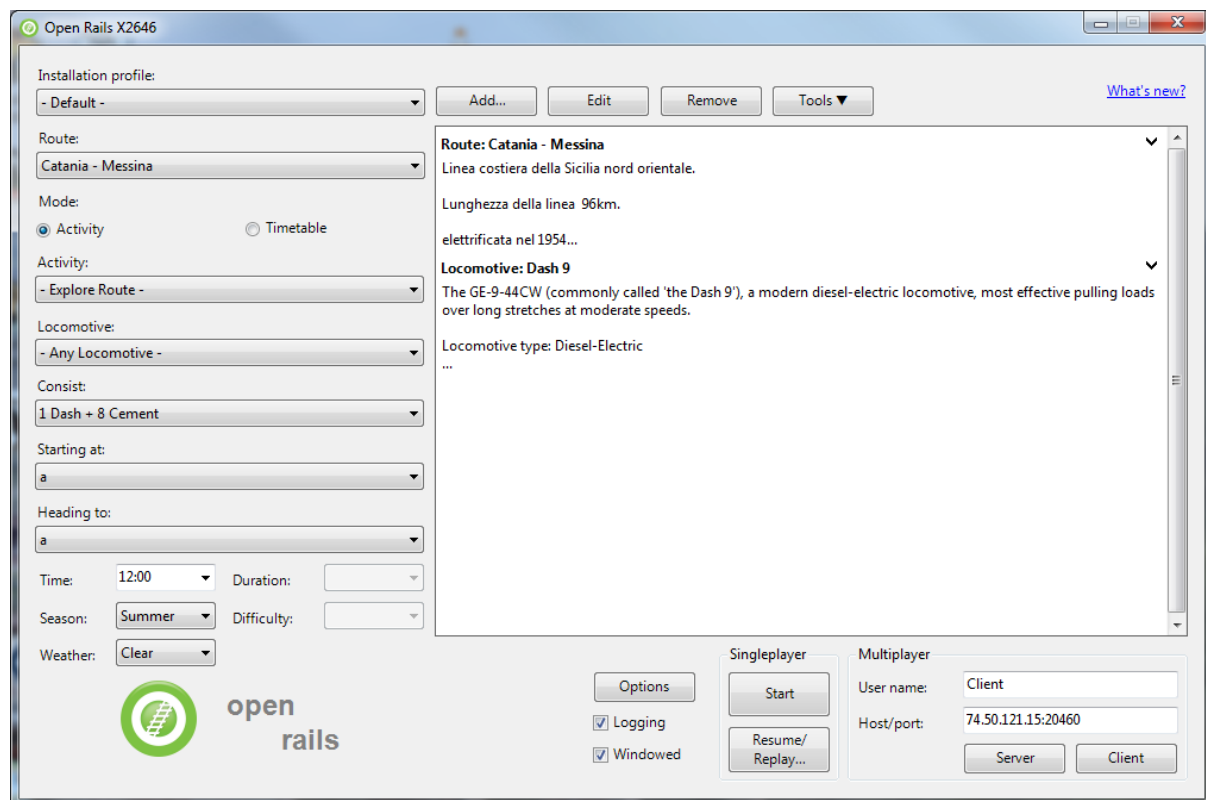 Open Rails X2646
Installation profile:
- Default -
Add...
Edit
Remove
Tools ▼
What's new?
Route:
Catania - Messina
Mode:
Activity
Timetable
Activity:
- Explore Route -
Locomotive:
- Any Locomotive -
Consist:
1 Dash + 8 Cement
Starting at:
a
Heading to:
a
Time:
12:00
Duration:
Season:
Summer
Difficulty:
Weather:
Clear
open
rails
Route: Catania - Messina
Linea costiera della Sicilia nord orientale.
Lunghezza della linea 96km.
elettrificata nel 1954...
Locomotive: Dash 9
The GE-9-44CW (commonly called 'the Dash 9'), a modern diesel-electric locomotive, most effective pulling loads
over long stretches at moderate speeds.
Locomotive type: Diesel-Electric
...
Options
Logging
Windowed
Singleplayer
Start
Resume/
Replay...
Multiplayer
User name:
Client
Host/port:
74.50.121.15:20460
Server
Client